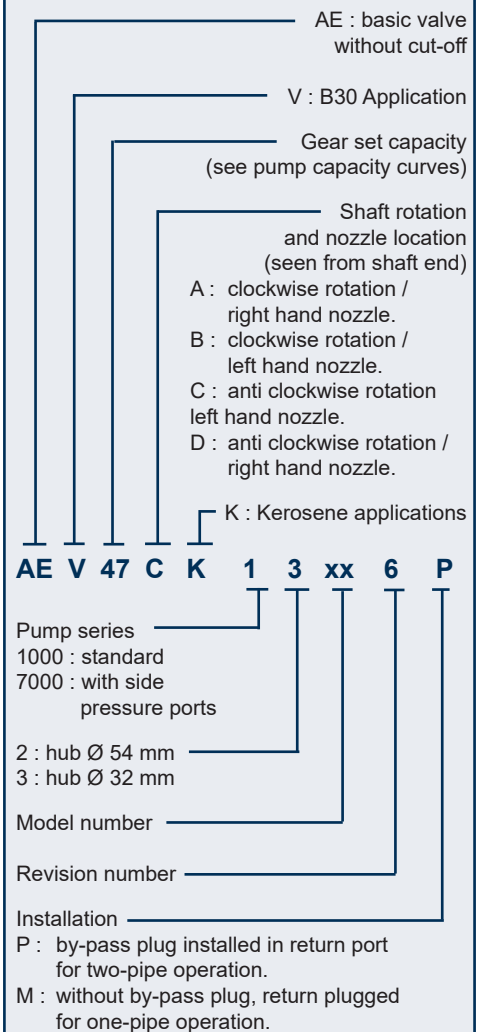 AE : basic valve
without cut-off
V : B30 Application
Gear set capacity
(see pump capacity curves)
Shaft rotation
and nozzle location
(seen from shaft end)
A : clockwise rotation /
right hand nozzle.
B : clockwise rotation /
left hand nozzle.
C : anti clockwise rotation
left hand nozzle.
D : anti clockwise rotation /
right hand nozzle.
K : Kerosene applications
AE V 47 C K 1 3 xx 6 P
Pump series
1000 : standard
7000 : with side
pressure ports
2 : hub Ø 54 mm
3 : hub Ø 32 mm
Model number
Revision number
Installation
P : by-pass plug installed in return port
for two-pipe operation.
M : without by-pass plug, return plugged
for one-pipe operation.